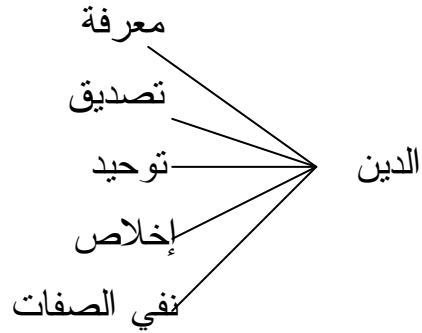 معرفة
تصديق
توحيد
الدين
إخلاص
نفي الصفات